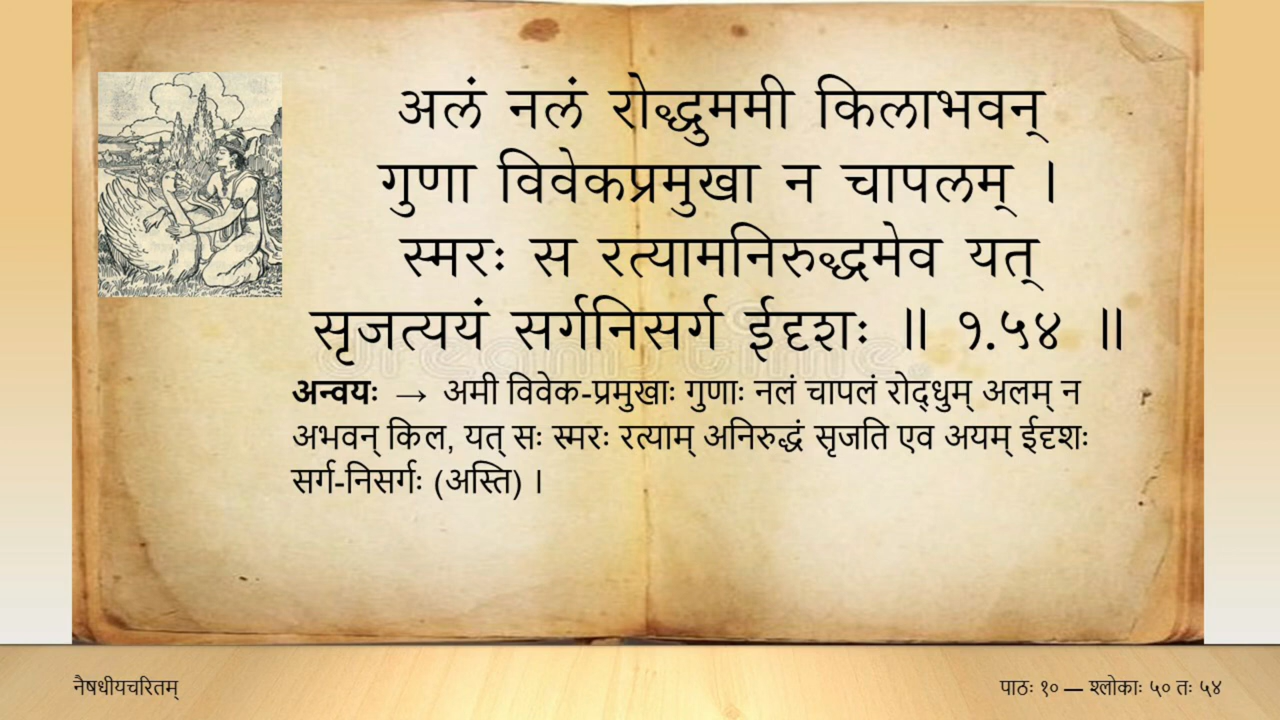 अलं नलं रोद्धुममी किलाभवन्
गुणा विवेकप्रमुखा न चापलम् ।
स्मरः स रत्यामनिरुद्धमेव यत्
सृजत्ययं सर्गनिसर्ग ईदृशः ॥ १.५४ ॥
अन्वयः → अमी विवेक-प्रमुखाः गुणाः नलं चापलं रोद्धुम् अलम् न
अभवन् किल, यत् सः स्मरः रत्याम् अनिरुद्धं सृजति एव अयम् ईदृशः
सर्ग-निसर्गः (अस्ति) ।
नैषधीयचरितम्
पाठः १० — श्लोकाः ५० तः ५४